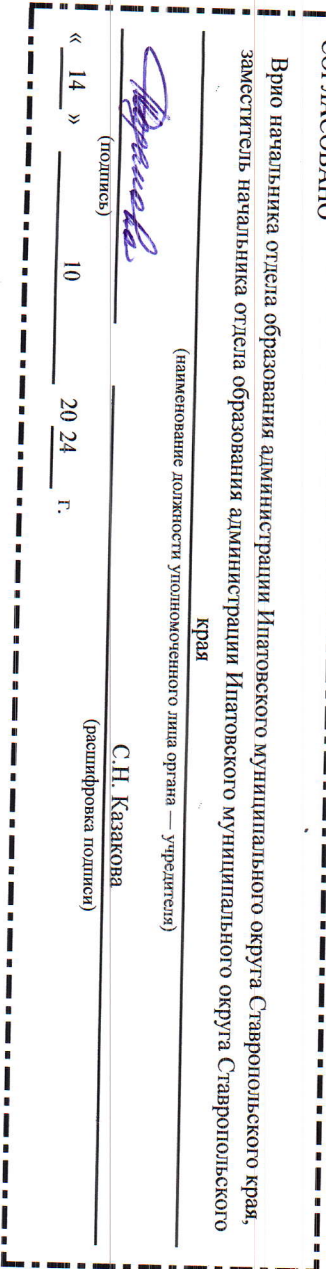 СОГЛАСОВАНО
Врио начальника отдела образования администрации Ипатовского муниципального округа Ставропольского края,
заместитель начальника отдела образования администрации Ипатовского муниципального округа Ставропольского
края
(наименование должности уполномоченного лица органа — учредителя)
С.Н. Казакова
(подпись) (расшифровка подписи)
« 14 » 10 20 24 г.